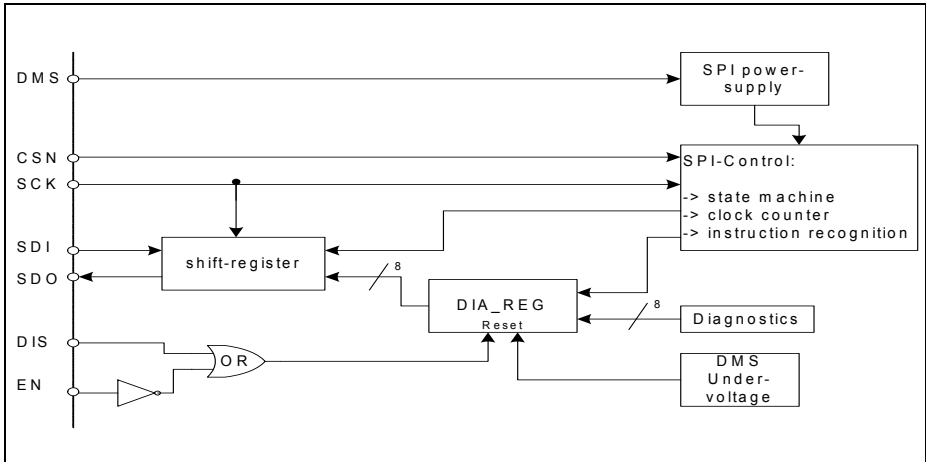 DMS
SPI power-
supply
CSN
SCK
SPI-Control:
-> state machine
-> clock counter
-> instruction recognition
SDI
SDO
shift-register
8
DIA_REG
Reset
8
Diagnostics
DIS
EN
OR
DMS
Under-
voltage